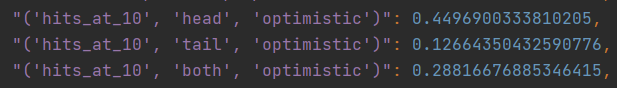 "('hits_at_10', 'head', 'optimistic')": 0.4496900333810205,
"('hits_at_10', 'tail', 'optimistic')": 0.12664350432590776,
"('hits_at_10', 'both', 'optimistic')": 0.28816676885346415,